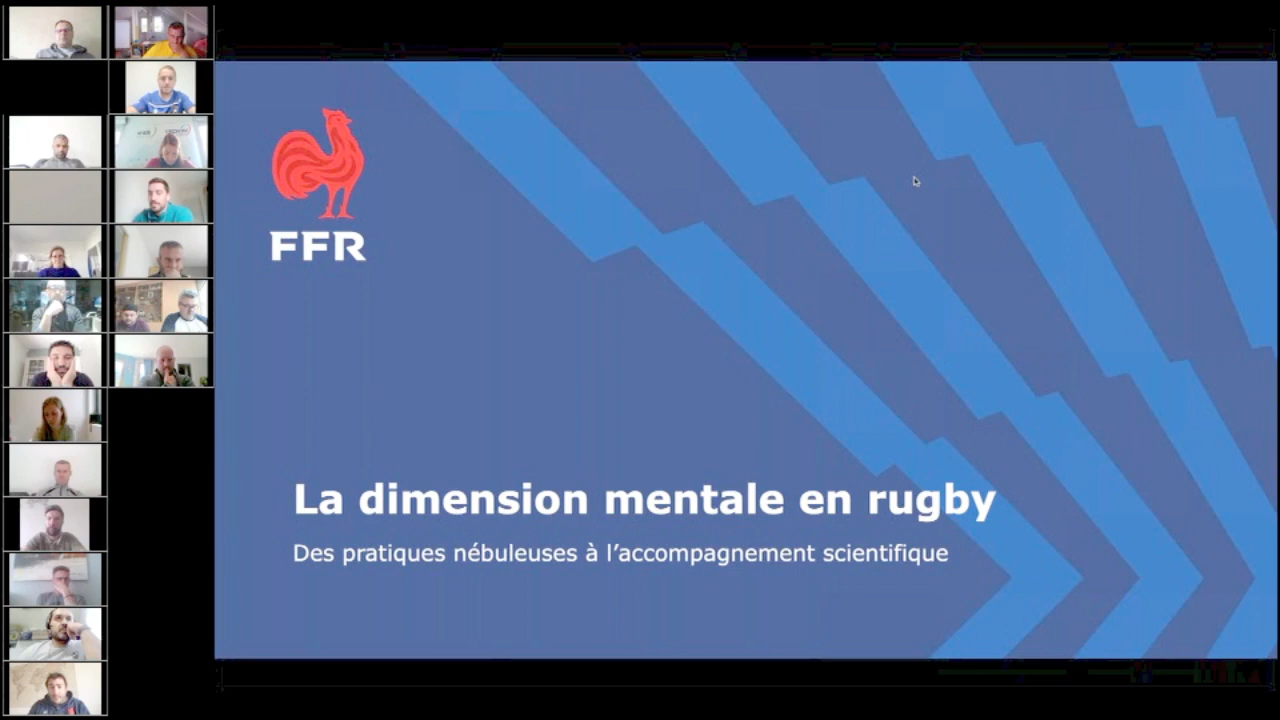 FFR
La dimension mentale en rugby
Des pratiques nébuleuses à l’accompagnement scientifique